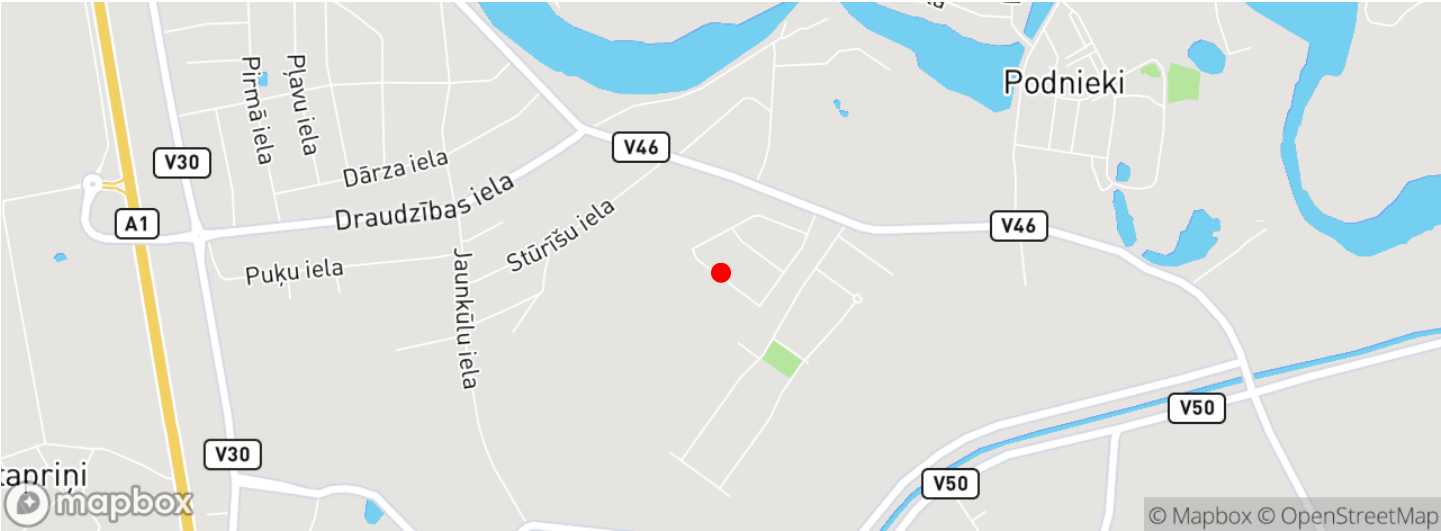 Podnieki
Pirmā iela
Pļavu iela
V30
V46
Dārza iela
Draudzības iela
A1
V46
Stūrīšu iela
Puķu iela
Jaunkūlu iela
V50
V30
V50
mapbox
© Mapbox © OpenStreetMap